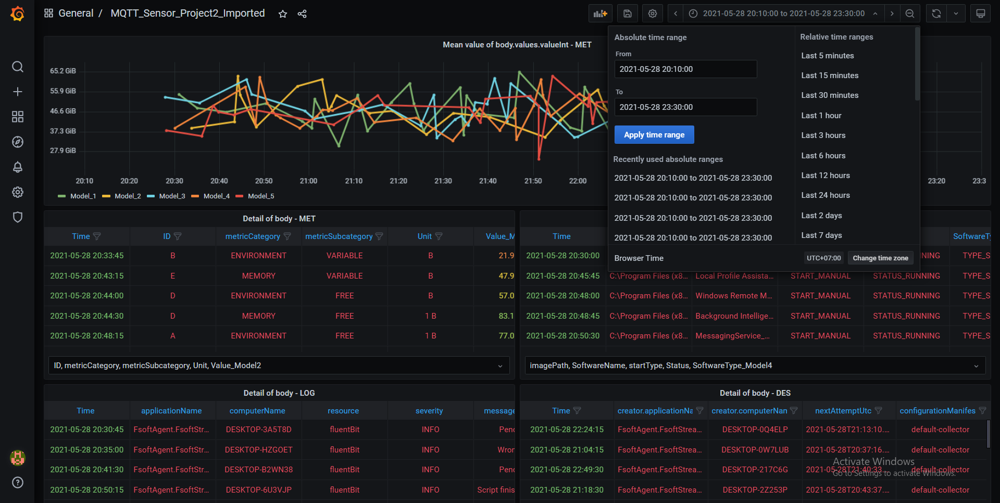 General / MQTT_Sensor_Project2_Imported
2021-05-28 20:10:00 to 2021-05-28 23:30:00
Mean value of body.values.valueInt - MET
65.2 GiB
55.9 GiB
46.6 GiB
37.3 GiB
27.9 GiB
20:10 20:20 20:30 20:40 20:50 21:00 21:10 21:20 21:30 21:40 21:50 22:00 23:20 23:3
Model_1 Model_2 Model_3 Model_4 Model_5
Absolute time range
From
2021-05-28 20:10:00
To
2021-05-28 23:30:00
Apply time range
Recently used absolute ranges
2021-05-28 20:10:00 to 2021-05-28 23:30:00
2021-05-28 20:10:00 to 2021-05-28 23:30:00
2021-05-28 20:10:00 to 2021-05-28 23:30:00
2021-05-28 20:10:00 to 2021-05-28 23:30:00
Relative time ranges
Last 5 minutes
Last 15 minutes
Last 30 minutes
Last 1 hour
Last 3 hours
Last 6 hours
Last 12 hours
Last 24 hours
Last 2 days
Last 7 days
Browser Time UTC+07:00 Change time zone
Detail of body - MET
Time ID metricCategory metricSubcategory Unit Value_M
2021-05-28 20:33:45 B ENVIRONMENT VARIABLE B 21.9
2021-05-28 20:43:15 E MEMORY VARIABLE B 47.9
2021-05-28 20:44:00 D ENVIRONMENT FREE B 57.0
2021-05-28 20:44:30 D MEMORY FREE 1 B 83.1
2021-05-28 20:48:15 A ENVIRONMENT FREE 1 B 77.0
ID, metricCategory, metricSubcategory, Unit, Value_Model2
Time SoftwareTy
2021-05-28 20:30:00 NNING TYPE_S
2021-05-28 20:45:45 C:\Program Files (x8... Local Profile Assista... START_MANUAL STATUS_RUNNING TYPE_S
2021-05-28 20:48:00 C:\Program Files (x8... Windows Remote M... START_MANUAL STATUS_RUNNING TYPE_S
2021-05-28 20:48:45 C:\Program Files (x8... Background Intellige... START_MANUAL STATUS_RUNNING TYPE_S
2021-05-28 20:50:30 C:\Program Files (x8... MessagingService_... START_MANUAL STATUS_RUNNING TYPE_S
imagePath, SoftwareName, startType, Status, SoftwareType_Model4
Detail of body - LOG
Time applicationName computerName resource severity message
2021-05-28 20:30:45 FsoftAgent.FsoftStr... DESKTOP-3A5T8D fluentBit INFO Penc
2021-05-28 20:35:00 FsoftAgent.FsoftStr... DESKTOP-HZGOET fluentBit INFO Wror
2021-05-28 20:41:30 FsoftAgent.FsoftStr... DESKTOP-B2WN38 fluentBit INFO Penc
2021-05-28 20:50:15 FsoftAgent.FsoftStr... DESKTOP-6U3VJP fluentBit INFO Script finis
Detail of body - DES
Time creator.applicationNa creator.computerNan nextAttemptUtc configurationManifes
2021-05-28 22:24:15 FsoftAgent.FsoftStrea... DESKTOP-0Q4ELP 2021-05-28T21:13:10.... default-collector
2021-05-28 21:04:15 FsoftAgent.FsoftStrea... DESKTOP-0W7LUB 2021-05-28T20:37:16.... default-collector
2021-05-28 22:49:30 FsoftAgent.FsoftStrea... DESKTOP-217C6G 2021-05-28T21:40:33.... default-collector
2021-05-28 21:18:30 FsoftAgent.FsoftStrea... DESKTOP-2Z253P 2021-05-28T20:43:37.... default-collector
Activate Windows
Go to Settings to activate Windows.